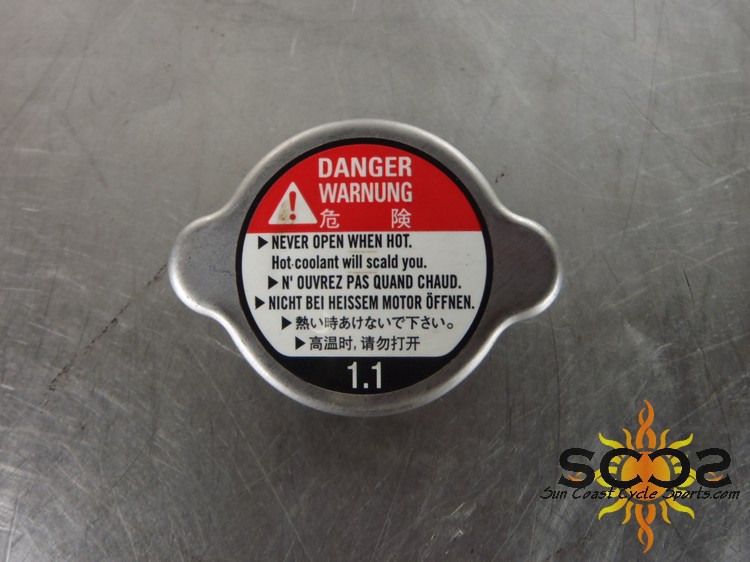 DANGER
WARNUNG
危 険
▶ NEVER OPEN WHEN HOT.
Hot coolant will scald you.
▶ N' OUVREZ PAS QUAND CHAUD.
▶ NICHT BEI HEISSEM MOTOR ÖFFNEN.
▶ 熱い時あけないで下さい。
▶ 高温时, 请勿打开
1.1
SCCS
Sun Coast Cycle Sports.com